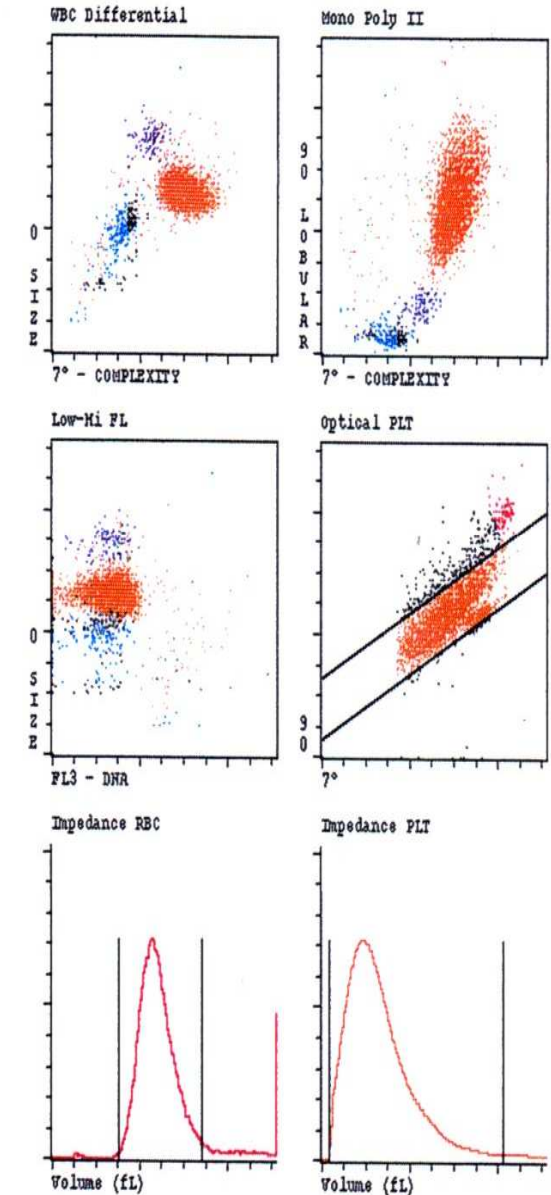 WBC Differential
Mono Poly II
0 SIZE
90 LOBULAR
7° - COMPLEXITY
7° - COMPLEXITY
Low-Mi FL
Optical PLT
0 SIZE
90
FL3 - DNA
7°
Impedance RBC
Impedance PLT
Volume (fL)
Volume (fL)